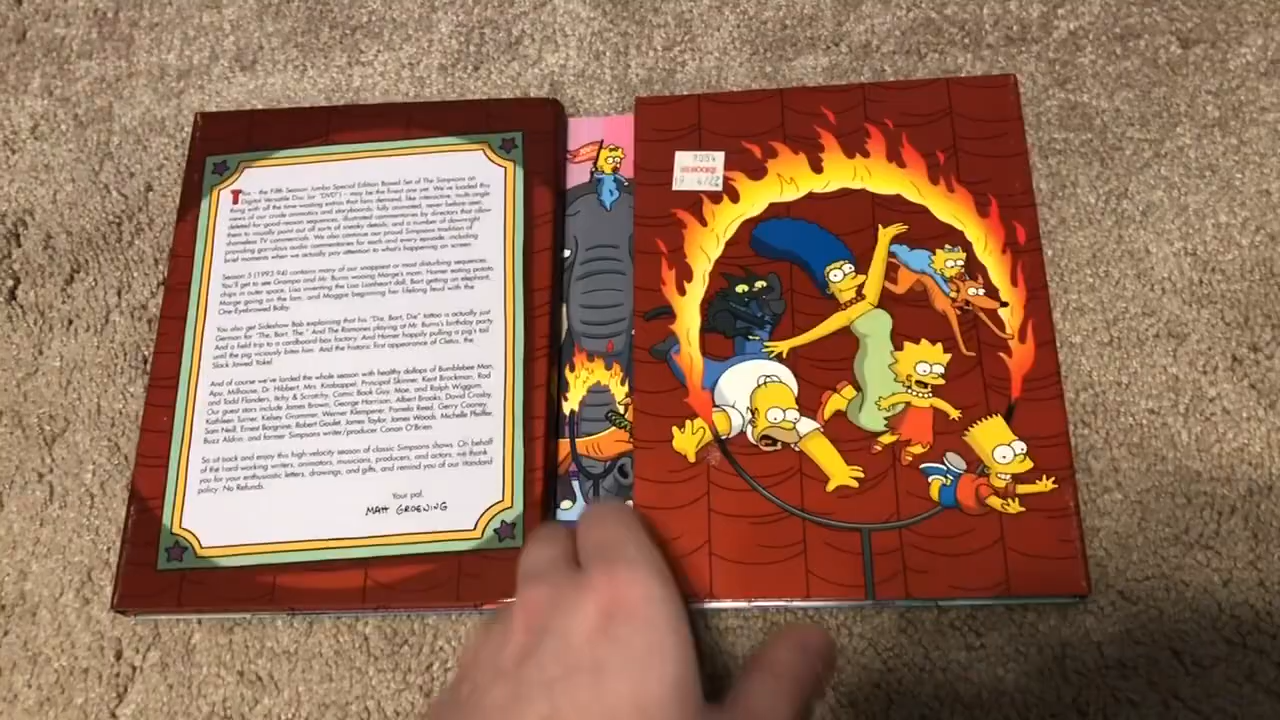 This – the Fifth Season Jumbo Special Edition Boxed Set of The Simpsons on
Digital Versatile Disc (or "DVD") – may be the finest one yet. We've loaded this
thing with all the time-wasting extras that fans demand, like interactive, multi-angle
views of our crude animatics and storyboards; fully animated, never before seen,
deleted for good reason sequences; illustrated commentaries by directors that allow
them to visually point out all sorts of sneaky details; and a number of downright
shameless TV commercials. We also continue our proud Simpsons tradition of
providing garrulous audio commentaries for each and every episode, including
brief moments when we actually pay attention to what's happening on screen.
Season 5 (1993-94) contains many of our snappiest or most disturbing sequences.
You'll get to see Grampa and Mr. Burns wooing Marge's mom, Homer eating potato
chips in outer space, Lisa inventing the Lisa Lionheart doll, Bart getting an elephant,
Marge going on the lam, and Maggie beginning her lifelong feud with the
One-Eyebrowed Baby.
You also get Sideshow Bob explaining that his "Die, Bart, Die" tattoo is actually just
German for "The, Bart, The." And The Ramones playing at Mr. Burns's birthday party.
And a field trip to a cardboard-box factory. And Homer happily pulling a pig's tail
until the pig viciously bites him. And the historic first appearance of Cletus, the
Slack Jawed Yokel.
And of course we've larded the whole season with healthy dollops of Bumblebee Man,
Apu, Milhouse, Dr. Hibbert, Mrs. Krabappel, Principal Skinner, Kent Brockman, Rod
and Todd Flanders, Itchy & Scratchy, Comic Book Guy, Moe, and Ralph Wiggum.
Our guest stars include James Brown, George Harrison, Albert Brooks, David Crosby,
Kathleen Turner, Kelsey Grammer, Werner Klemperer, Pamela Reed, Gerry Cooney,
Sam Neill, Ernest Borgnine, Robert Goulet, James Taylor, James Woods, Michelle Pfeiffer,
Buzz Aldrin, and former Simpsons writer/producer Conan O'Brien.
So sit back and enjoy this high-velocity season of classic Simpsons shows. On behalf
of the hard-working writers, animators, musicians, producers, and actors, we thank
you for your enthusiastic letters, drawings, and gifts, and remind you of our standard
policy: No Refunds.
Your pal,
MATT GROENING